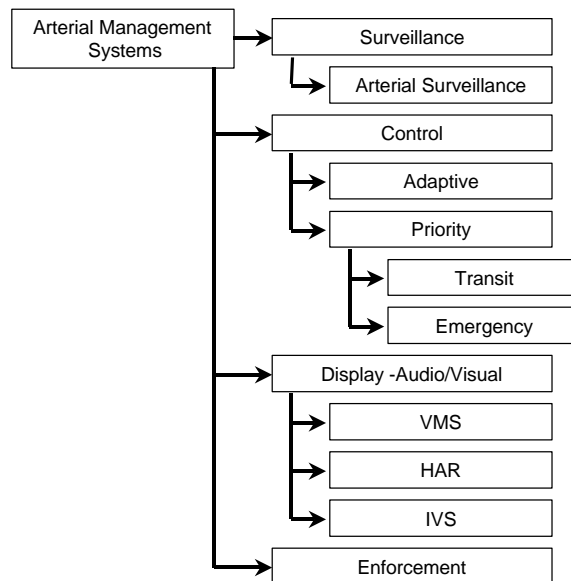 Arterial Management
Systems
Surveillance
Arterial Surveillance
Control
Adaptive
Priority
Transit
Emergency
Display -Audio/Visual
VMS
HAR
IVS
Enforcement